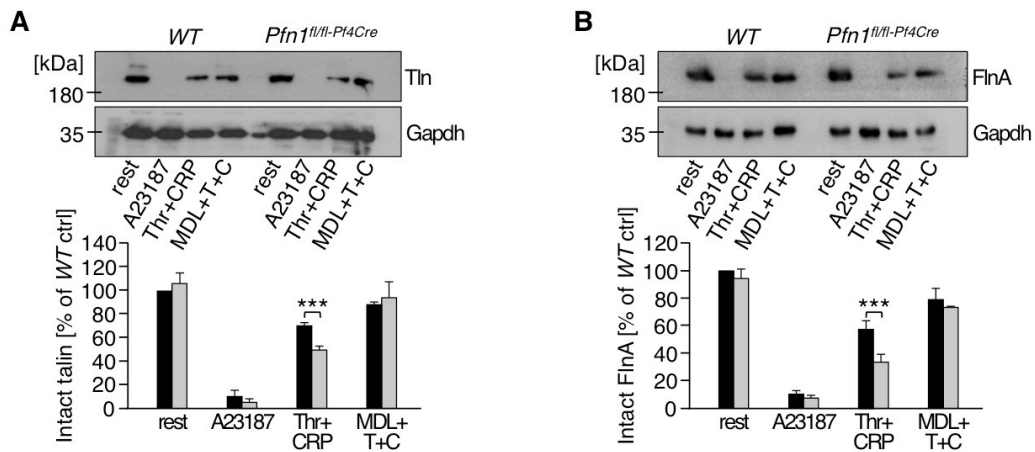 A
WT Pfn1fl/fl-Pf4Cre
[kDa]
Tln
180
35
Gapdh
rest
A23187
Thr+CRP
MDL+T+C
rest
A23187
Thr+CRP
MDL+T+C
Intact talin [% of WT ctrl]
140
120
100
80
60
40
20
0
***
rest A23187 Thr+ MDL+
CRP T+C
B
WT Pfn1fl/fl-Pf4Cre
[kDa]
FlnA
180
35
Gapdh
rest
A23187
Thr+CRP
MDL+T+C
rest
A23187
Thr+CRP
MDL+T+C
Intact FlnA [% of WT ctrl]
120
100
80
60
40
20
0
***
rest A23187 Thr+ MDL+
CRP T+C